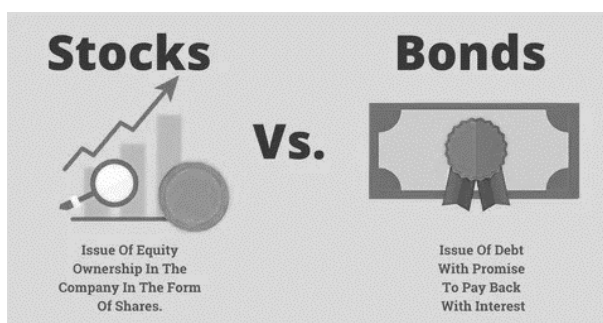 Stocks
Vs.
Bonds
Issue Of Equity
Ownership In The
Company In The Form
Of Shares.
Issue Of Debt
With Promise
To Pay Back
With Interest